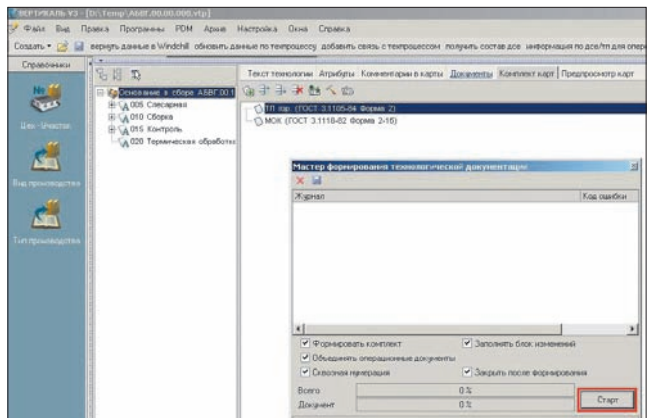 ВЕРТИКАЛЬ V3 - [D:\Temp\АБВГ.00.00.000.vtp]
Файл Вид Правка Программы PDM Архив Настройка Окна Справка
Создать вернуть данные в Windchill обновить данные по техпроцессу добавить связь с техпроцессом получить состав дсе информация по дсе/тп для опер
Справочники
Цех - Участок
Вид производства
Тип производства
Основание в сборе АБВГ.00.1
005 Слесарная
010 Сборка
015 Контроль
020 Термическая обработка
Текст технологии Атрибуты Комментарии в карты Документы Комплект карт Предпросмотр карт
ТЛ гор. (ГОСТ 3.1105-84 Форма 2)
МОК (ГОСТ 3.1118-82 Форма 2-1б)
Мастер формирования технологической документации
Журнал Код ошибки
Формировать комплект Заполнять блок изменений
Объединять операционные документы
Сквозная нумерация Закрыть после формирования
Всего 0 %
Документ 0 %
Старт